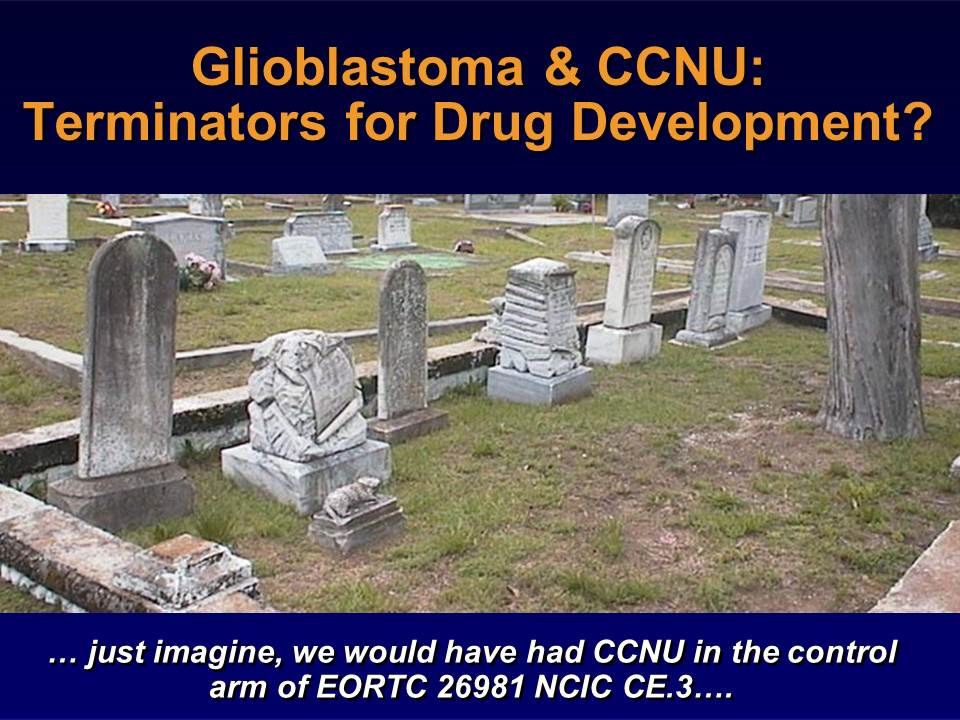 Glioblastoma & CCNU:
Terminators for Drug Development?
… just imagine, we would have had CCNU in the control
arm of EORTC 26981 NCIC CE.3….